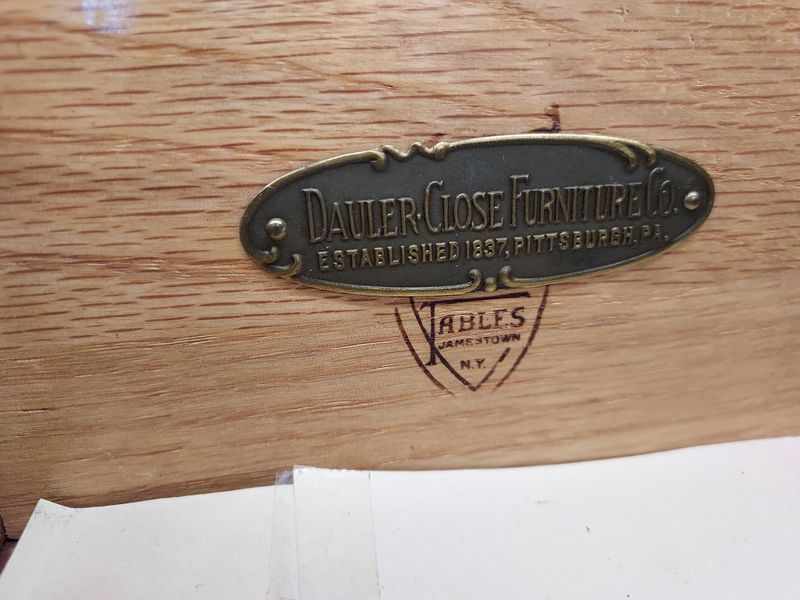 DAULER·CLOSE FURNITURE CO.
ESTABLISHED 1837, PITTSBURGH, PA.
TABLES
JAMESTOWN
N.Y.